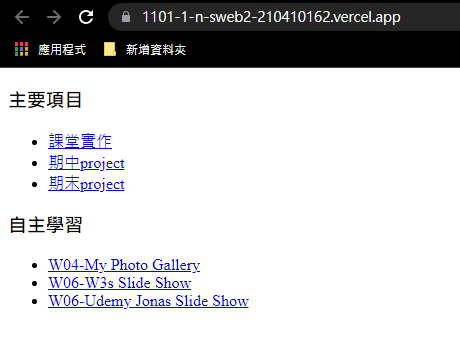 1101-1-n-sweb2-210410162.vercel.app
應用程式 新增資料夾
主要項目
課堂實作
期中project
期末project
自主學習
W04-My Photo Gallery
W06-W3s Slide Show
W06-Udemy Jonas Slide Show